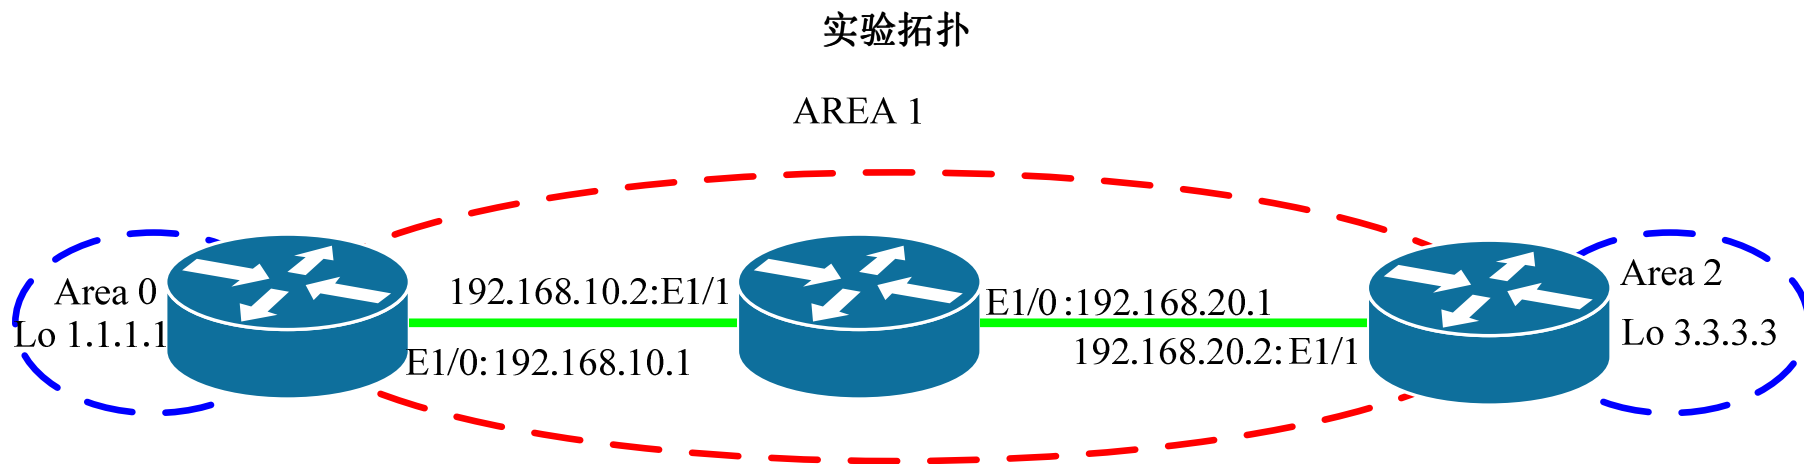 实验拓扑
AREA 1
Area 0
Lo 1.1.1.1
192.168.10.2:E1/1
E1/0:192.168.10.1
E1/0 :192.168.20.1
192.168.20.2: E1/1
Area 2
Lo 3.3.3.3